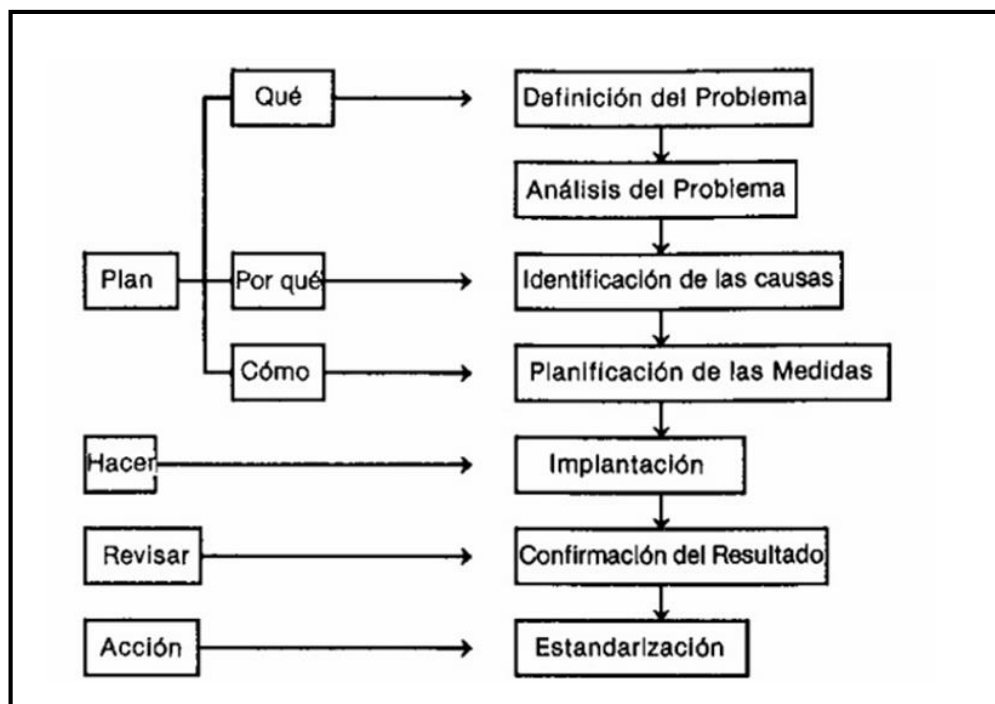 Qué
Definición del Problema
Análisis del Problema
Plan
Por qué
Identificación de las causas
Cómo
Planificación de las Medidas
Hacer
Implantación
Revisar
Confirmación del Resultado
Acción
Estandarización